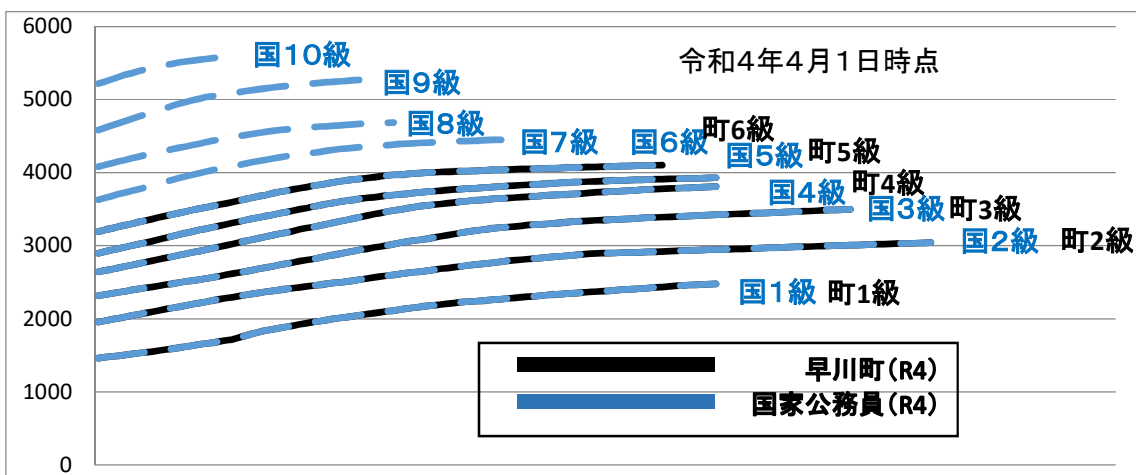 6000
5000
4000
3000
2000
1000
0
令和４年４月１日時点
国１０級
国９級
国８級
国７級
国６級
町６級
国５級
町５級
国４級
町４級
国３級
町３級
国２級
町２級
国１級
町１級
早川町（R4）
国家公務員（R4）